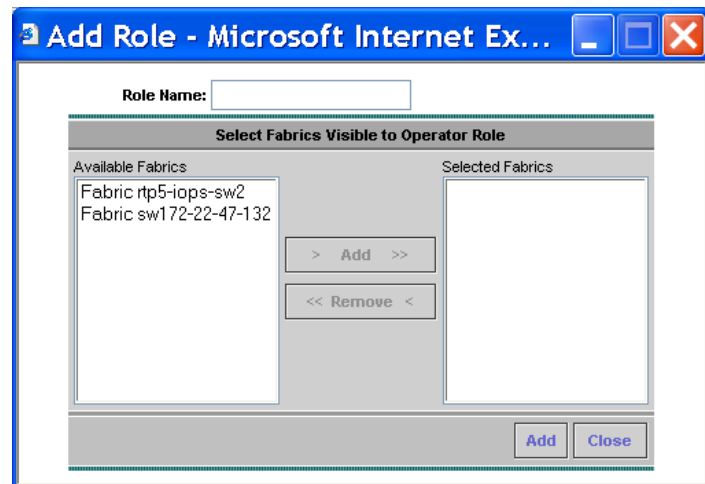 Add Role - Microsoft Internet Ex...
Role Name:
Select Fabrics Visible to Operator Role
Available Fabrics
Selected Fabrics
Fabric rtp5-iops-sw2
Fabric sw172-22-47-132
> Add >>
<< Remove <
Add
Close